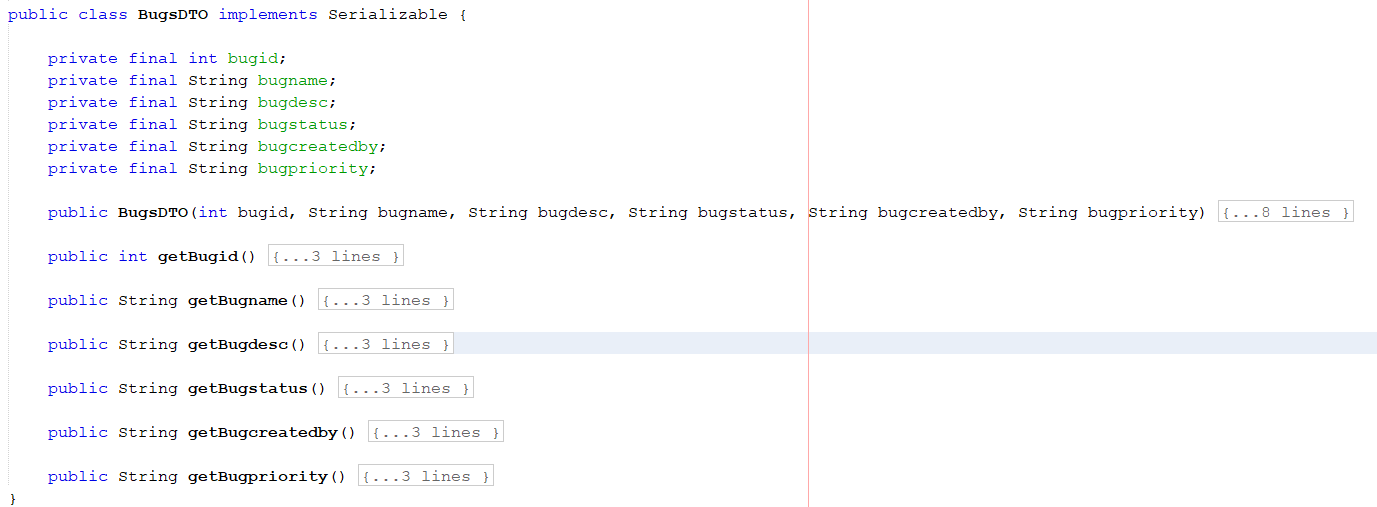 public class BugsDTO implements Serializable {
private final int bugid;
private final String bugname;
private final String bugdesc;
private final String bugstatus;
private final String bugcreatedby;
private final String bugpriority;
public BugsDTO(int bugid, String bugname, String bugdesc, String bugstatus, String bugcreatedby, String bugpriority) {...8 lines }
public int getBugid() {...3 lines }
public String getBugname() {...3 lines }
public String getBugdesc() {...3 lines }
public String getBugstatus() {...3 lines }
public String getBugcreatedby() {...3 lines }
public String getBugpriority() {...3 lines }
}